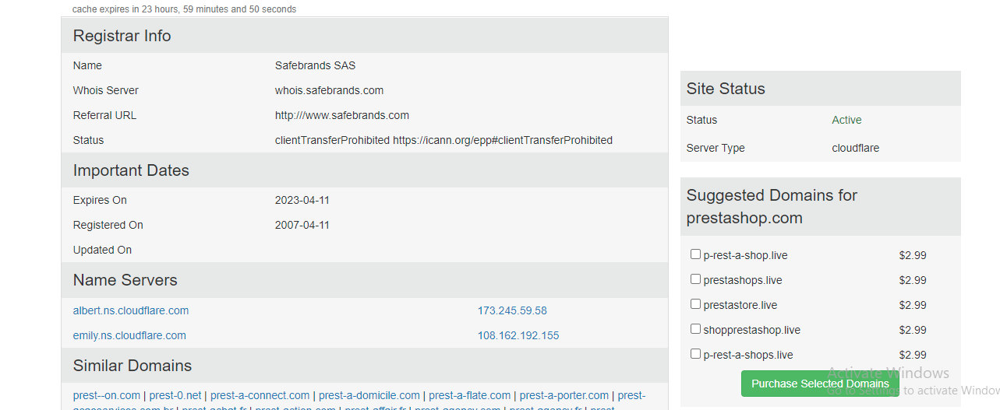 cache expires in 23 hours, 59 minutes and 50 seconds
Registrar Info
Name Safebrands SAS
Whois Server whois.safebrands.com
Referral URL http:///www.safebrands.com
Status clientTransferProhibited https://icann.org/epp#clientTransferProhibited
Important Dates
Expires On 2023-04-11
Registered On 2007-04-11
Updated On
Name Servers
albert.ns.cloudflare.com 173.245.59.58
emily.ns.cloudflare.com 108.162.192.155
Similar Domains
prest--on.com | prest-0.net | prest-a-connect.com | prest-a-domicile.com | prest-a-flate.com | prest-a-porter.com | prest-
Site Status
Status Active
Server Type cloudflare
Suggested Domains for
prestashop.com
p-rest-a-shop.live $2.99
prestashops.live $2.99
prestastore.live $2.99
shopprestashop.live $2.99
p-rest-a-shops.live $2.99
Purchase Selected Domains
Activate Windows
Go to Settings to activate Window